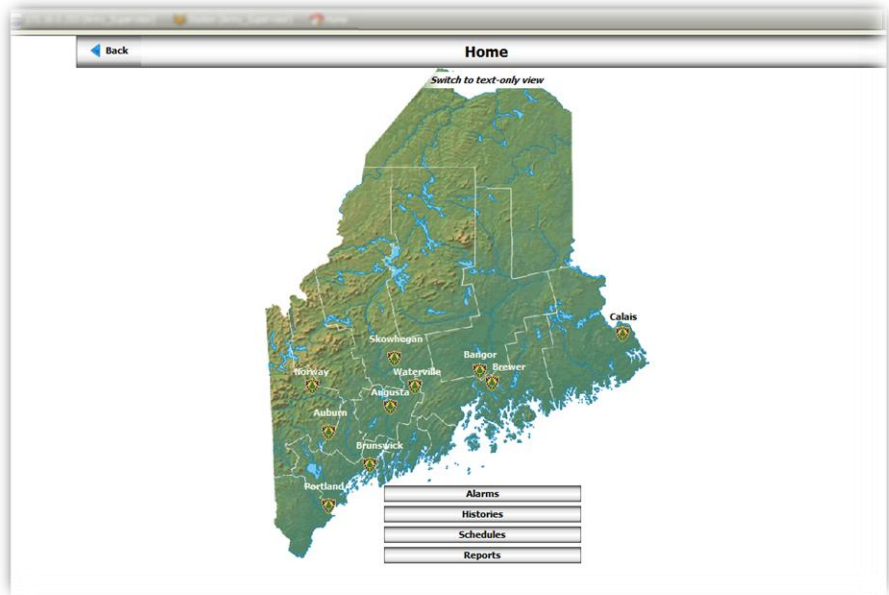 Back
Home
Switch to text-only view
Calais
Skowhegan
Bangor
Norway
Waterville
Brewer
Augusta
Auburn
Brunswick
Portland
Alarms
Histories
Schedules
Reports